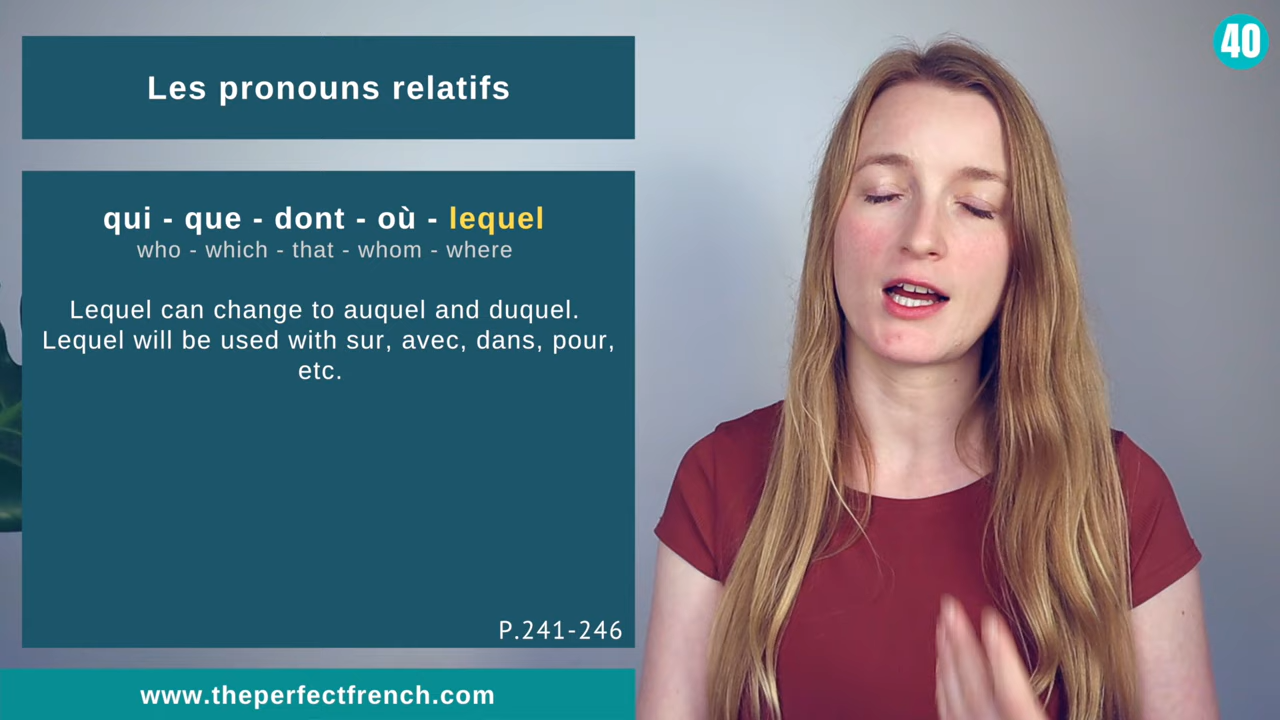 40
Les pronouns relatifs
qui - que - dont - où - lequel
who - which - that - whom - where
Lequel can change to auquel and duquel.
Lequel will be used with sur, avec, dans, pour,
etc.
P.241-246
www.theperfectfrench.com